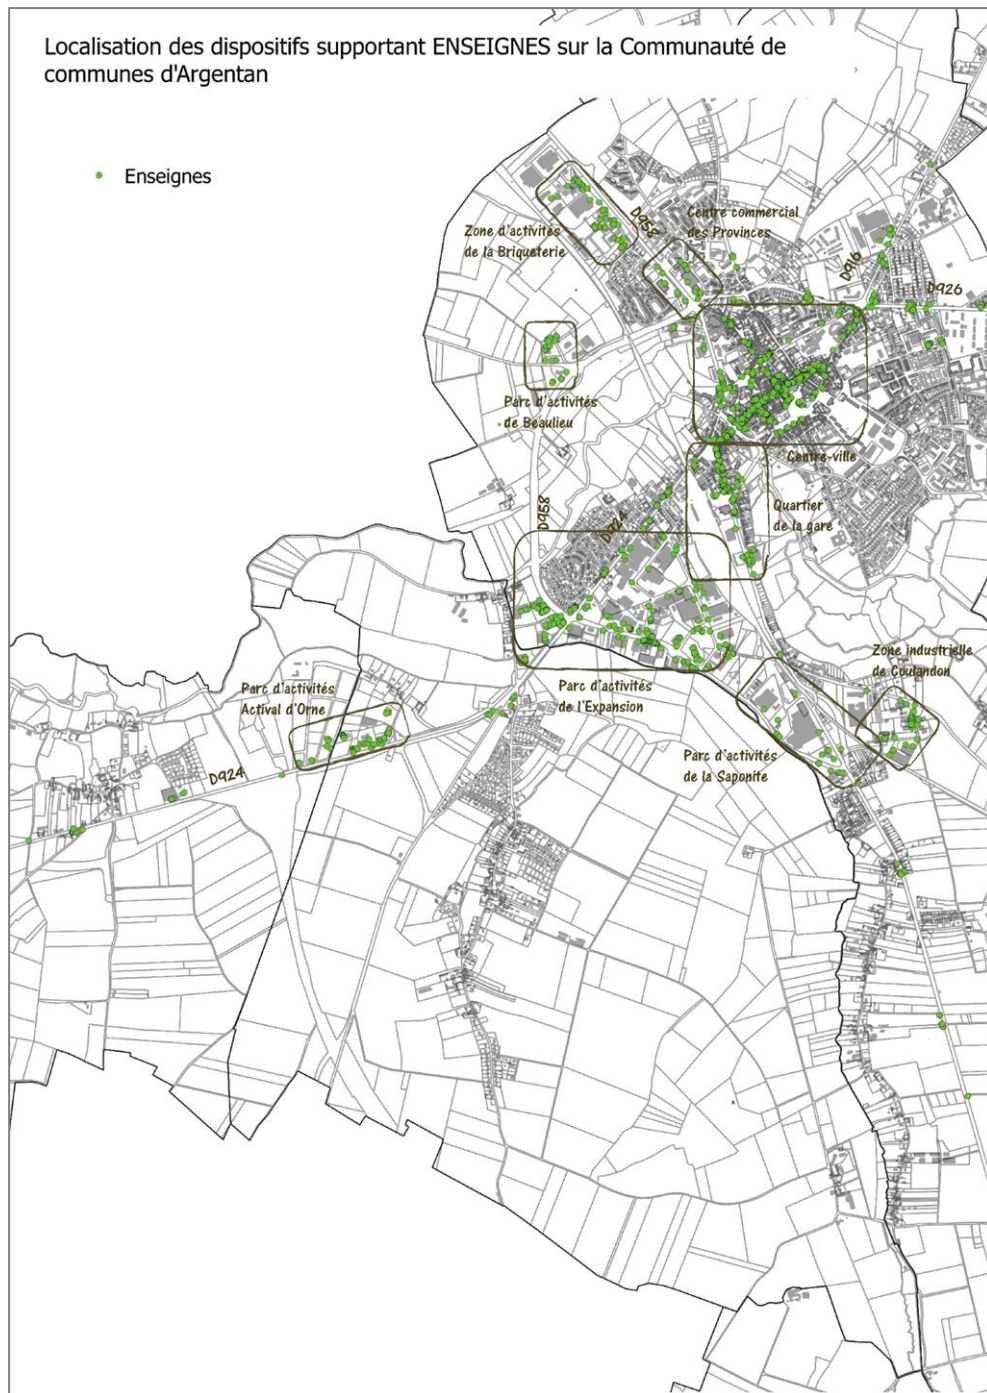 Localisation des dispositifs supportant ENSEIGNES sur la Communauté de
communes d'Argentan
Enseignes
Centre commercial
des Provinces
D958
Zone d'activités
de la Briqueterie
D916
D926
Parc d'activités
de Beaulieu
Centre-ville
D958
D924
Quartier
de la gare
Zone industrielle
de Coulandon
Parc d'activités
Actival d'Orne
Parc d'activités
de l'Expansion
Parc d'activités
de la Saponite
D924